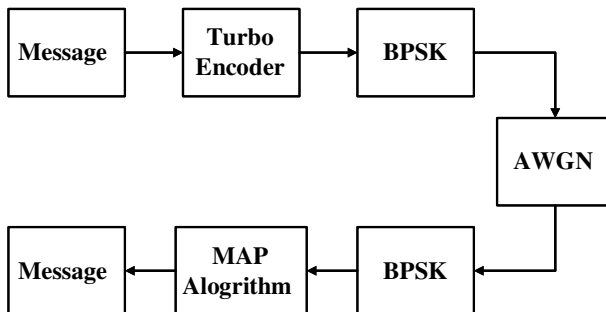 Message
Turbo
Encoder
BPSK
AWGN
Message
MAP
Alogrithm
BPSK